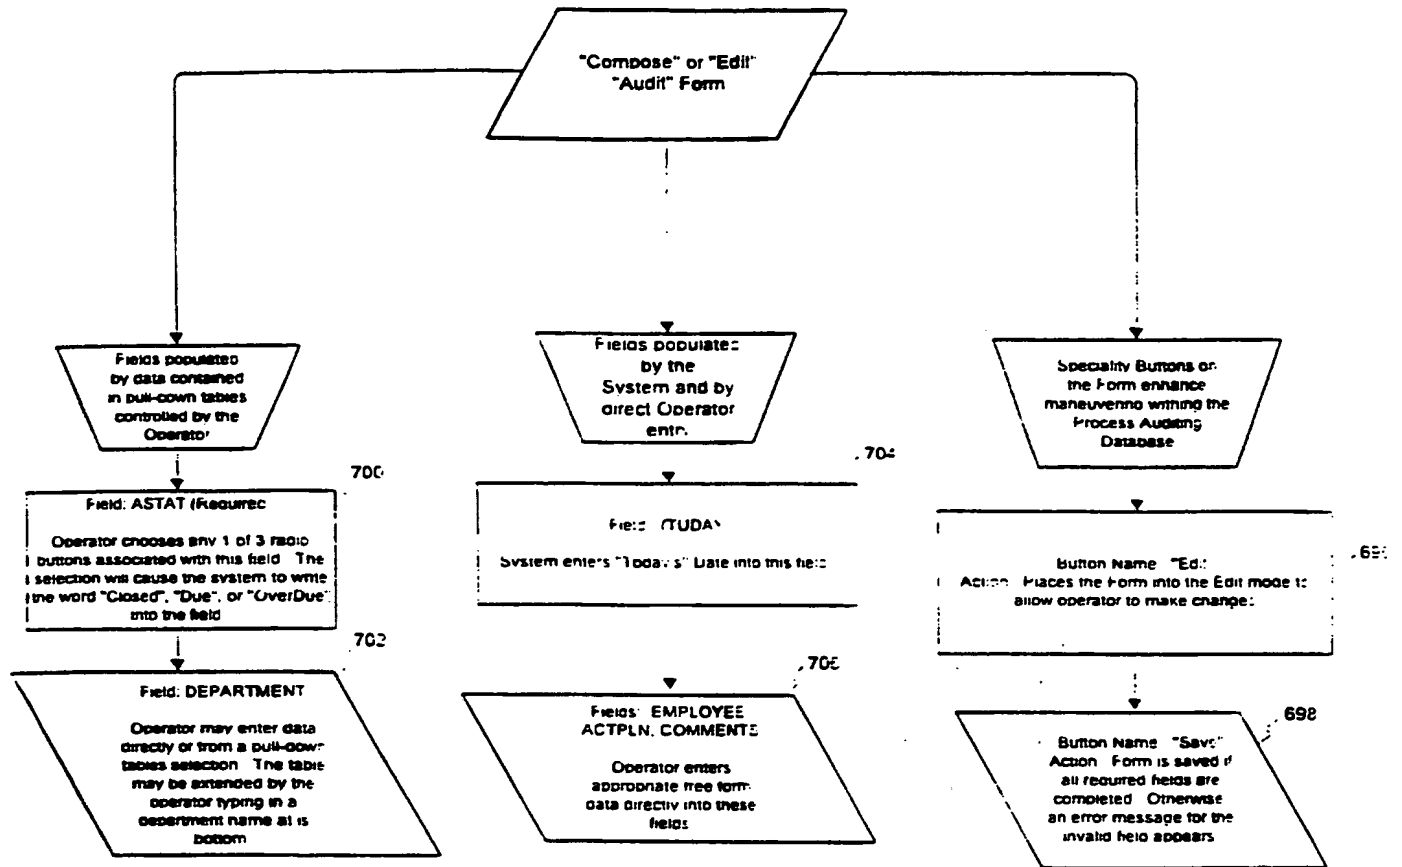 "Compose" or "Edit"
"Audit" Form
Fields populated
by data contained
in pull-down tables
controlled by the
Operator
Fields populated
by the
System and by
direct Operator
Speciality Buttons on
the Form enhance
withing the
Process Auditing
Database
700
Field: ASTAT (Required
Operator chooses any 1 of 3 radio
buttons associated with this field The
selection will cause the system to write
the word "Closed", "Due", or "OverDue"
into the field
704
Field
System enters "Today's" Date into this field
Button Name "Edit
Action Places the Form into the Edit mode to
allow operator to make changes
702
Field: DEPARTMENT
Operator may enter data
directly or from a pull-down
tables selection The table
may be extended by the
operator typing in a
department name at is
bottom
706
Fields: EMPLOYEE
ACTPLN, COMMENTS
Operator enters
appropriate free form
data directly into these
fields
698
Button Name "Save"
Action Form is saved if
all required fields are
completed Otherwise
an error message for the
invalid field appears